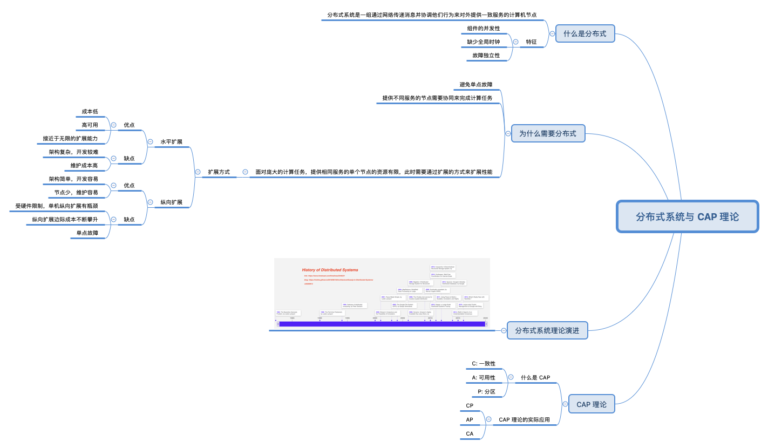 分布式系统与 CAP 理论
什么是分布式
分布式系统是一组通过网络传递消息并协调他们行为来对外提供一致服务的计算机节点
特征
组件的并发性
缺少全局时钟
故障独立性
为什么需要分布式
避免单点故障
提供不同服务的节点需要协同来完成计算任务
面对庞大的计算任务，提供相同服务的单个节点的资源有限，此时需要通过扩展的方式来扩展性能
扩展方式
水平扩展
优点
成本低
高可用
接近于无限的扩展能力
缺点
架构复杂，开发较难
维护成本高
纵向扩展
优点
架构简单，开发容易
节点少，维护容易
缺点
受硬件限制，单机纵向扩展有瓶颈
纵向扩展边际成本不断攀升
单点故障
分布式系统理论演进
History of Distributed Systems
CAP 理论
什么是 CAP
C: 一致性
A: 可用性
P: 分区
CAP 理论的实际应用
CP
AP
CA